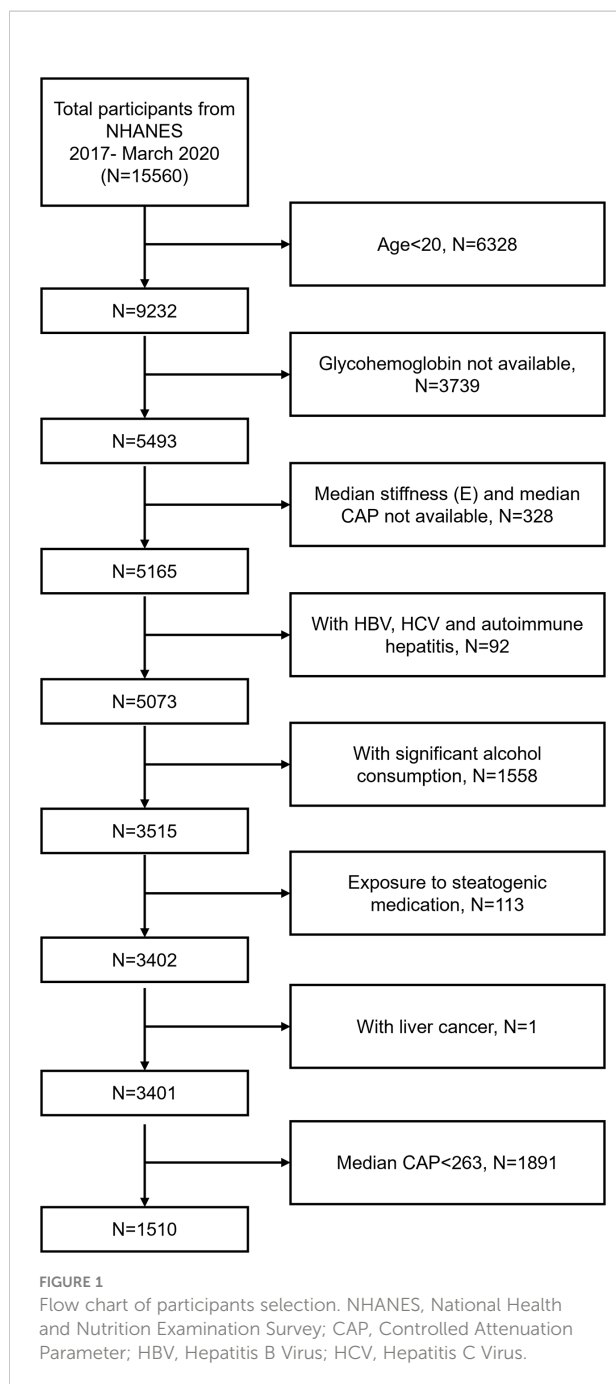 Total participants from
NHANES
2017- March 2020
(N=15560)
Age<20, N=6328
N=9232
Glycohemoglobin not available,
N=3739
N=5493
Median stiffness (E) and median
CAP not available, N=328
N=5165
With HBV, HCV and autoimmune
hepatitis, N=92
N=5073
With significant alcohol
consumption, N=1558
N=3515
Exposure to steatogenic
medication, N=113
N=3402
With liver cancer, N=1
N=3401
Median CAP<263, N=1891
N=1510
FIGURE 1
Flow chart of participants selection. NHANES, National Health
and Nutrition Examination Survey; CAP, Controlled Attenuation
Parameter; HBV, Hepatitis B Virus; HCV, Hepatitis C Virus.